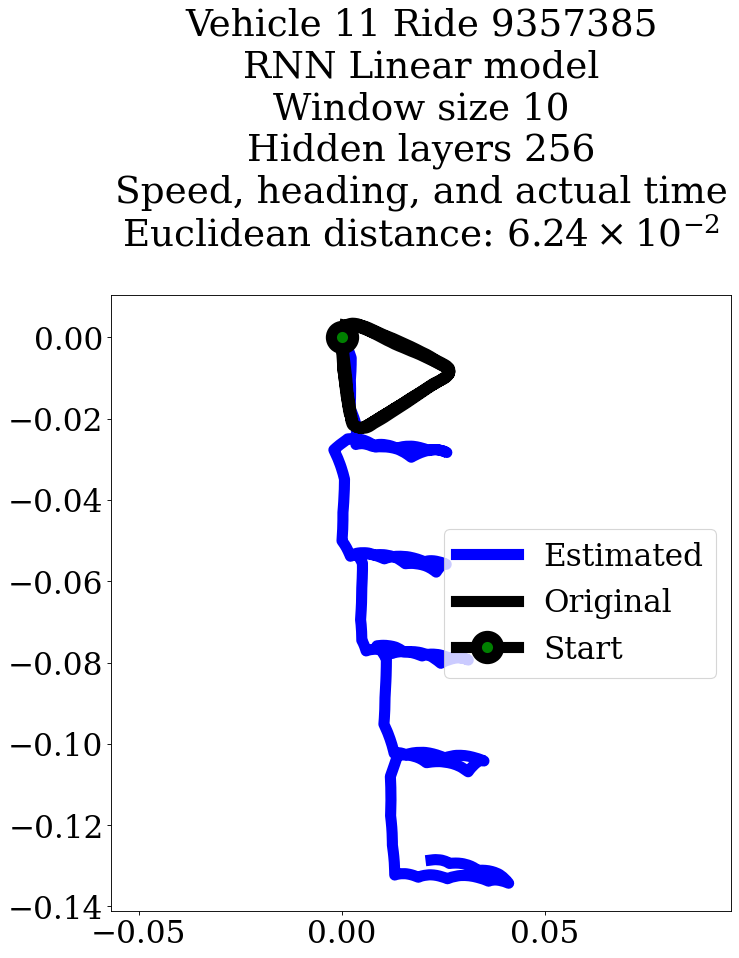 Vehicle 11 Ride 9357385
RNN Linear model
Window size 10
Hidden layers 256
Speed, heading, and actual time
Euclidean distance: 6.24 × 10⁻²
0.00
−0.02
−0.04
−0.06
−0.08
−0.10
−0.12
−0.14
Estimated
Original
Start
−0.05
0.00
0.05